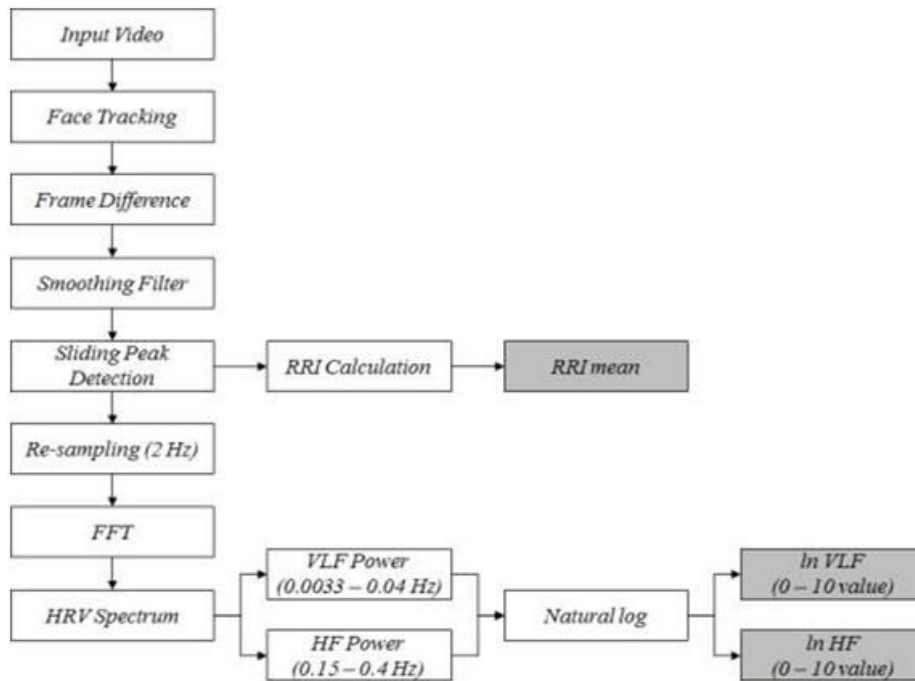 Input Video
Face Tracking
Frame Difference
Smoothing Filter
Sliding Peak
Detection
RRI Calculation
RRI mean
Re-sampling (2 Hz)
FFT
HRV Spectrum
VLF Power
(0.0033 – 0.04 Hz)
HF Power
(0.15 – 0.4 Hz)
Natural log
ln VLF
(0 – 10 value)
ln HF
(0 – 10 value)